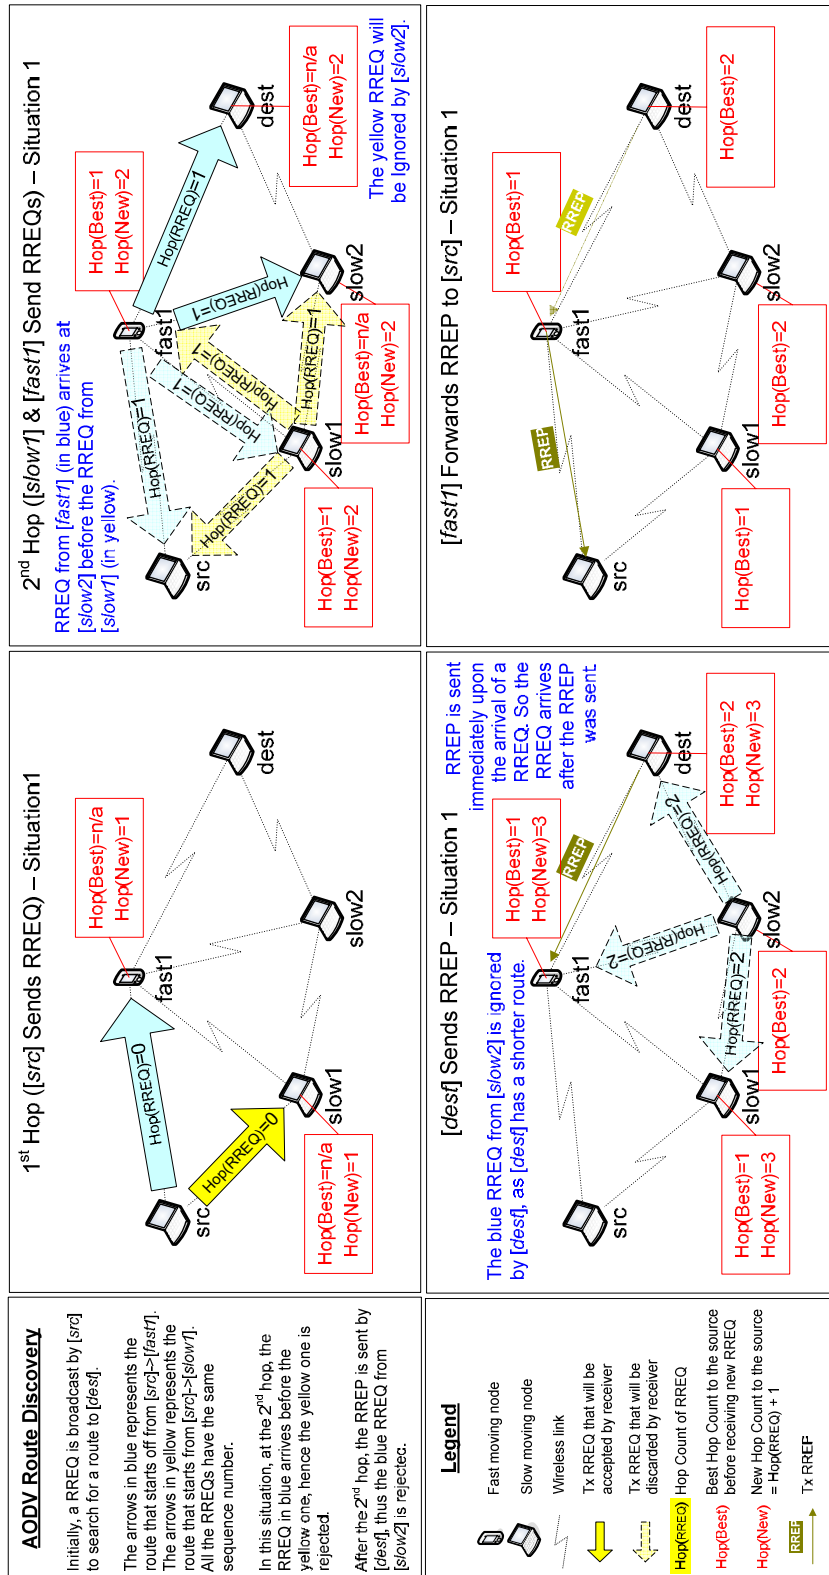 AODV Route Discovery
Initially, a RREQ is broadcast by [src]
to search for a route to [dest].
The arrows in blue represents the
route that starts off from [src]->[fast1].
The arrows in yellow represents the
route that starts from [src]->[slow1].
All the RREQs have the same
sequence number.
In this situation, at the 2nd hop, the
RREQ in blue arrives before the
yellow one, hence the yellow one is
rejected.
After the 2nd hop, the RREP is sent by
[dest], thus the blue RREQ from
[slow2] is rejected.
1st Hop ([src] Sends RREQ) – Situation1
Hop(Best)=n/a
Hop(New)=1
fast1
Hop(RREQ)=0
src
Hop(RREQ)=0
dest
slow1
slow2
Hop(Best)=n/a
Hop(New)=1
2nd Hop ([slow1] & [fast1] Send RREQs) – Situation 1
RREQ from [fast1] (in blue) arrives at
[slow2] before the RREQ from
[slow1] (in yellow).
Hop(Best)=1
Hop(New)=2
fast1
Hop(RREQ)=1
Hop(RREQ)=1
src
Hop(RREQ)=1
Hop(RREQ)=1
Hop(RREQ)=1
Hop(RREQ)=1
Hop(RREQ)=1
dest
slow1
slow2
Hop(Best)=n/a
Hop(New)=2
Hop(Best)=1
Hop(New)=2
Hop(Best)=n/a
Hop(New)=2
The yellow RREQ will
be Ignored by [slow2].
Legend
Fast moving node
Slow moving node
Wireless link
Tx RREQ that will be
accepted by receiver
Tx RREQ that will be
discarded by receiver
Hop(RREQ) Hop Count of RREQ
Hop(Best) Best Hop Count to the source
before receiving new RREQ
Hop(New) New Hop Count to the source
= Hop(RREQ) + 1
RREP Tx RREP
[dest] Sends RREP – Situation 1
The blue RREQ from [slow2] is ignored
by [dest], as [dest] has a shorter route.
Hop(Best)=1
Hop(New)=3
RREP is sent
immediately upon
the arrival of a
RREQ. So the
RREQ arrives
after the RREP
was sent.
fast1
RREP
src
dest
Hop(RREQ)=2
Hop(RREQ)=2
Hop(RREQ)=2
slow1
slow2
Hop(Best)=1
Hop(New)=3
Hop(Best)=2
Hop(Best)=2
Hop(New)=3
[fast1] Forwards RREP to [src] – Situation 1
Hop(Best)=1
fast1
RREP
RREP
src
dest
slow1
slow2
Hop(Best)=1
Hop(Best)=2
Hop(Best)=2